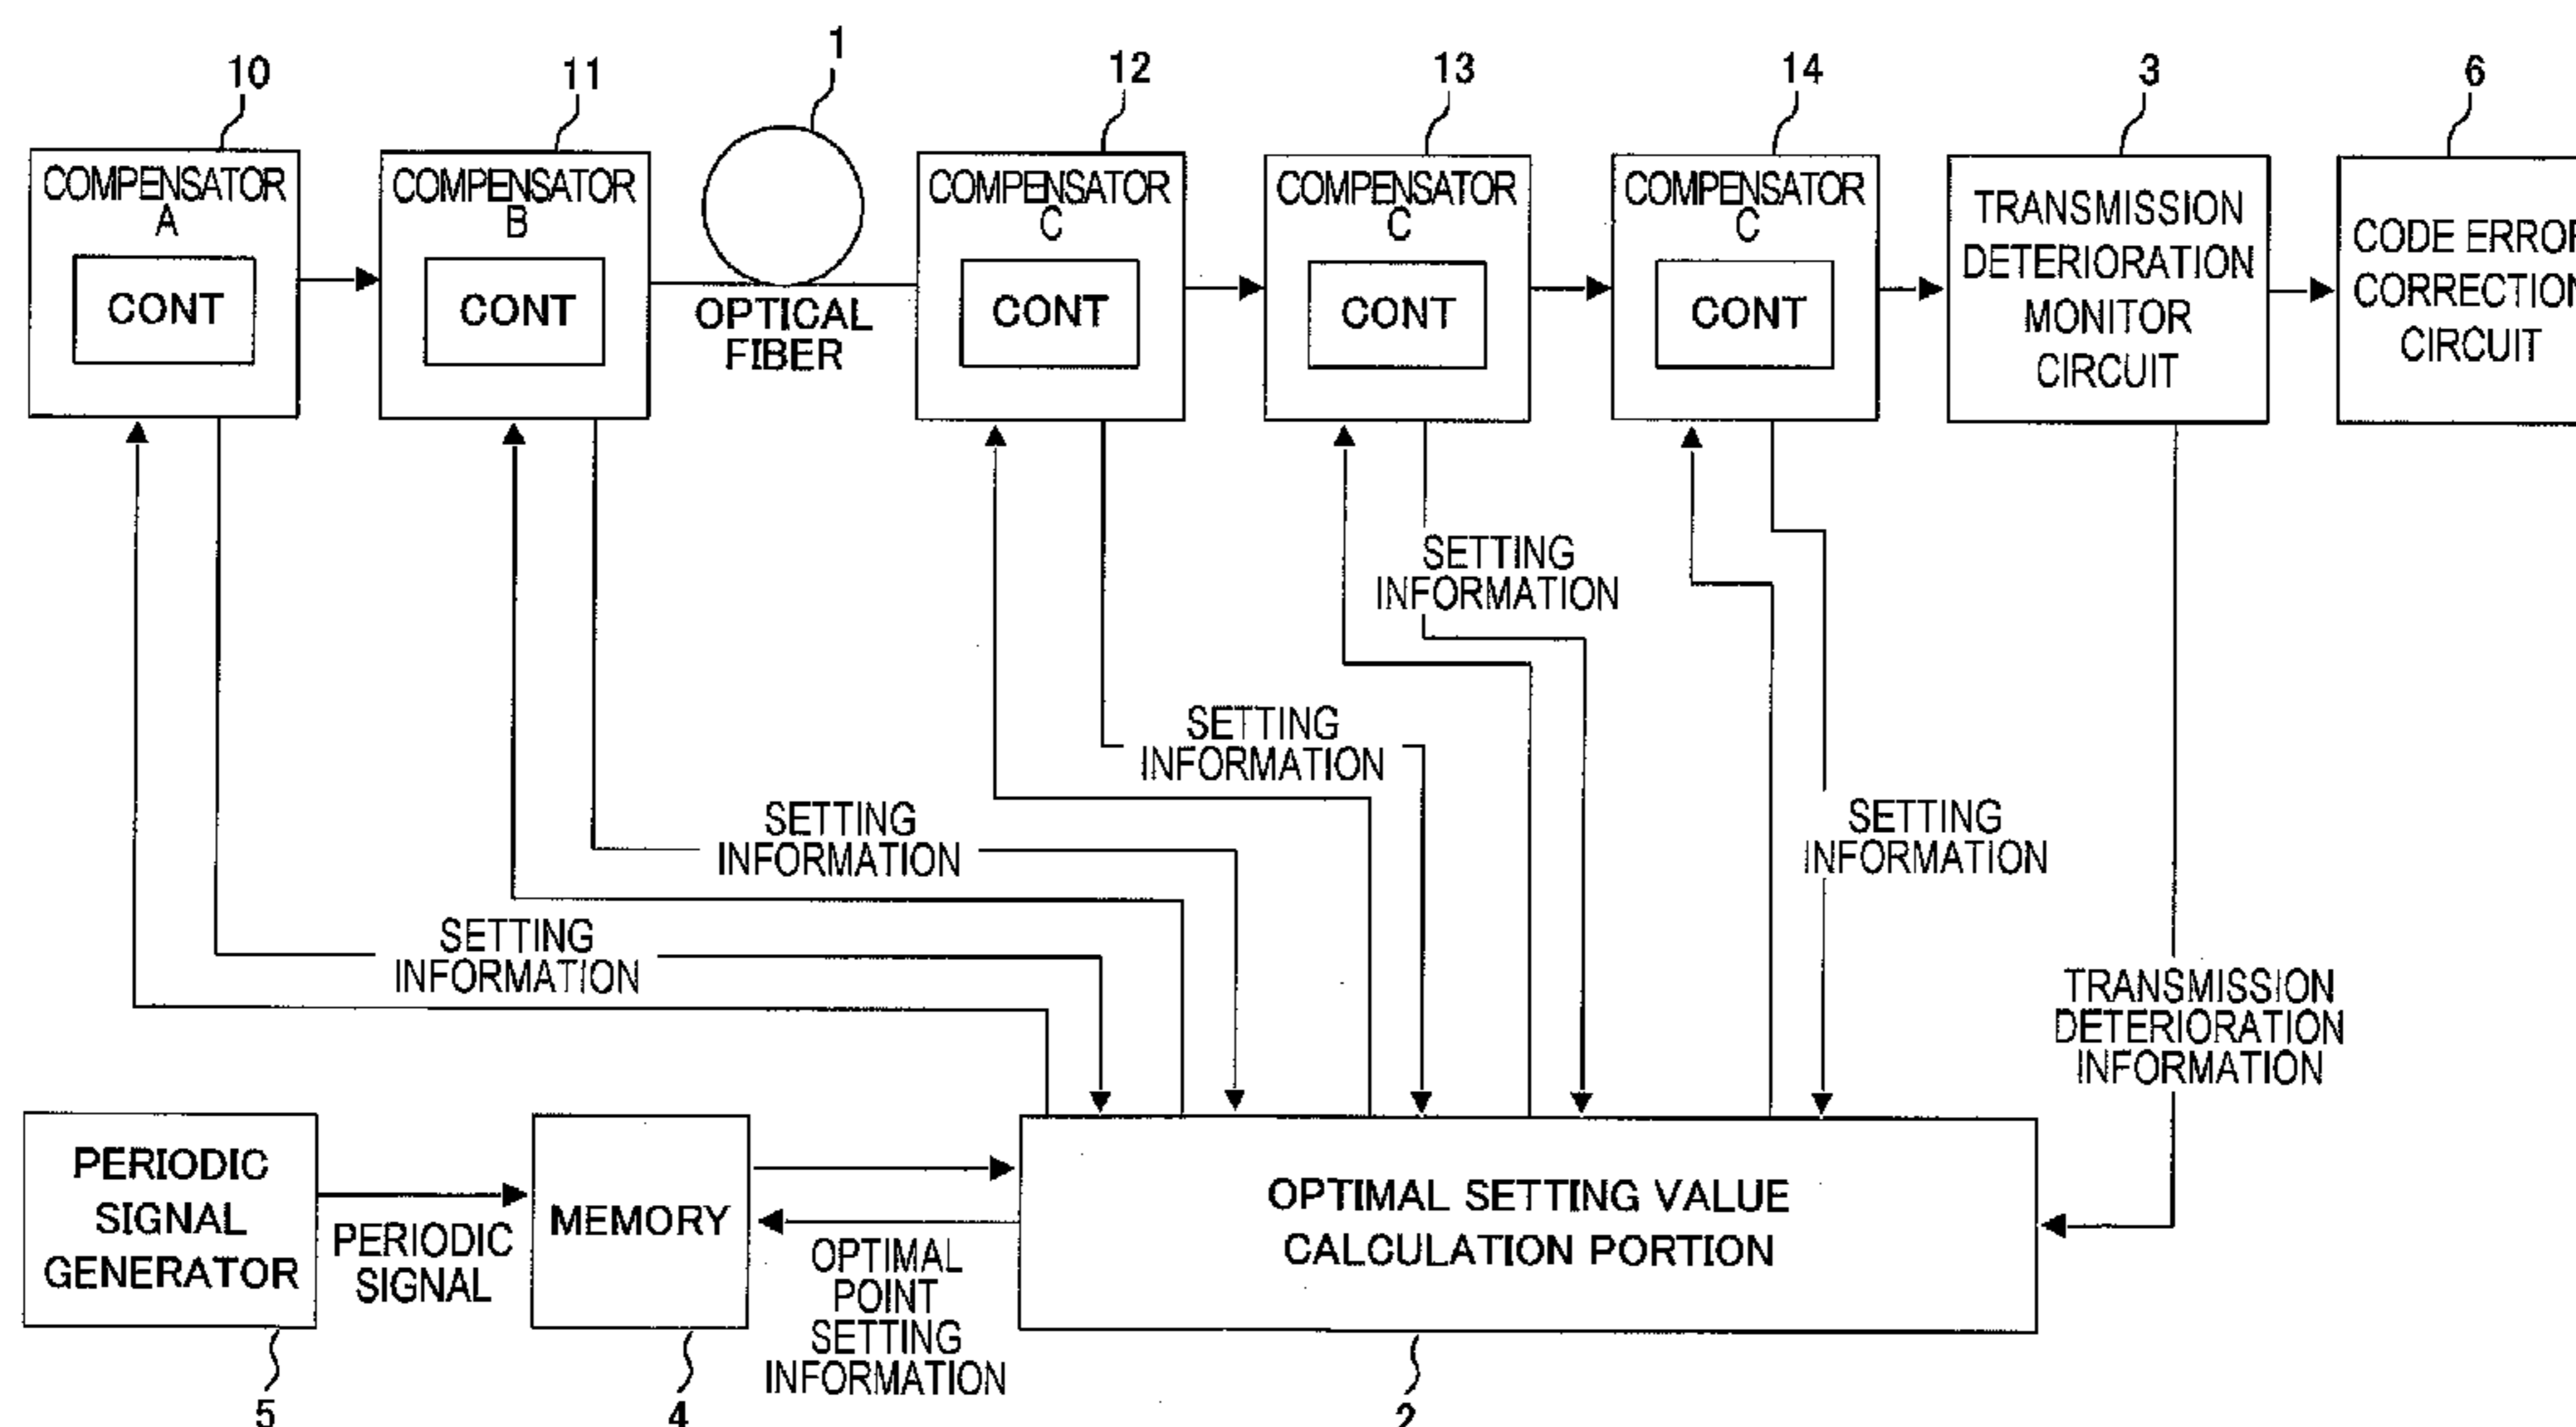 10
11
1
12
13
14
3
6
COMPENSATOR
A
CONT
COMPENSATOR
B
CONT
OPTICAL
FIBER
COMPENSATOR
C
CONT
COMPENSATOR
C
CONT
COMPENSATOR
C
CONT
TRANSMISSION
DETERIORATION
MONITOR
CIRCUIT
CODE ERROR
CORRECTION
CIRCUIT
SETTING
INFORMATION
SETTING
INFORMATION
SETTING
INFORMATION
SETTING
INFORMATION
SETTING
INFORMATION
TRANSMISSION
DETERIORATION
INFORMATION
PERIODIC
SIGNAL
GENERATOR
PERIODIC
SIGNAL
MEMORY
OPTIMAL
POINT
SETTING
INFORMATION
OPTIMAL SETTING VALUE
CALCULATION PORTION
5
4
2